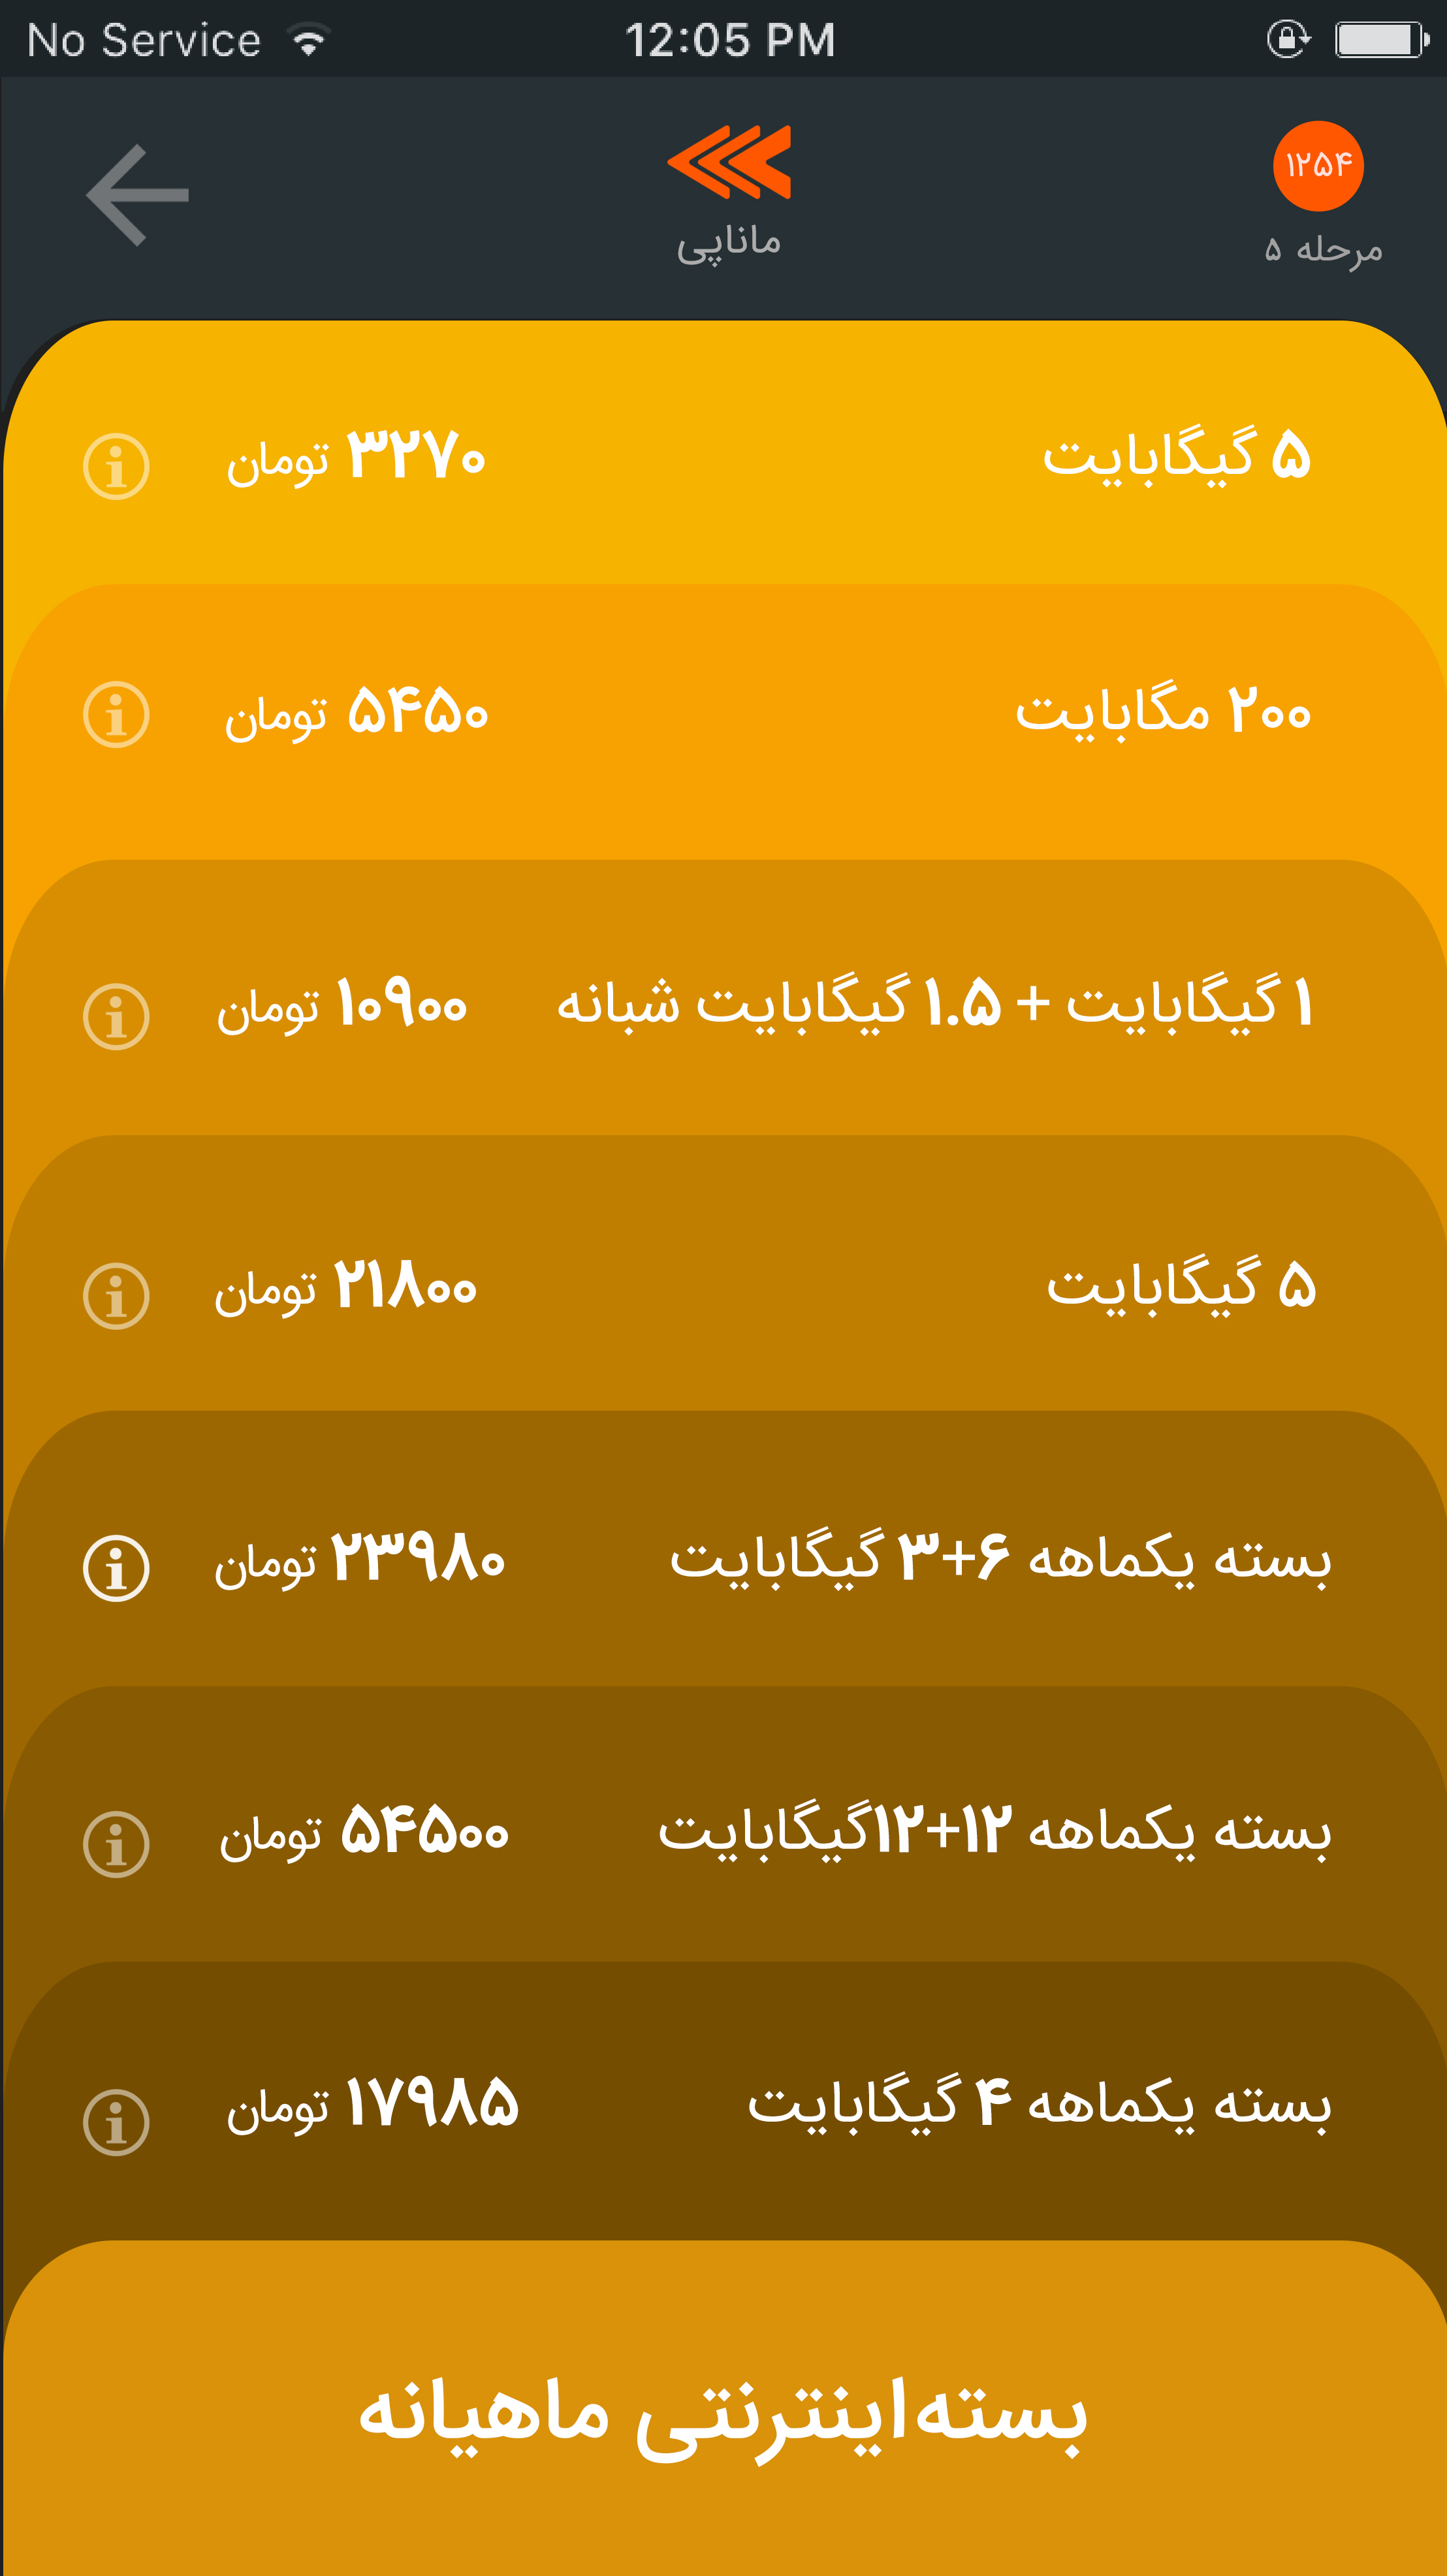 No Service 12:05 PM
۱۲۵۴
ماناپی
مرحله ۵
۵ گیگابایت ۳۲۷۰ تومان
۲۰۰ مگابایت ۵۴۵۰ تومان
۱ گیگابایت + ۱.۵ گیگابایت شبانه ۱۰۹۰۰ تومان
۵ گیگابایت ۲۱۸۰۰ تومان
بسته یکماهه ۶+۳ گیگابایت ۲۳۹۸۰ تومان
بسته یکماهه ۱۲+۱۲گیگابایت ۵۴۵۰۰ تومان
بسته یکماهه ۴ گیگابایت ۱۷۹۸۵ تومان
بسته‌اینترنتی ماهیانه